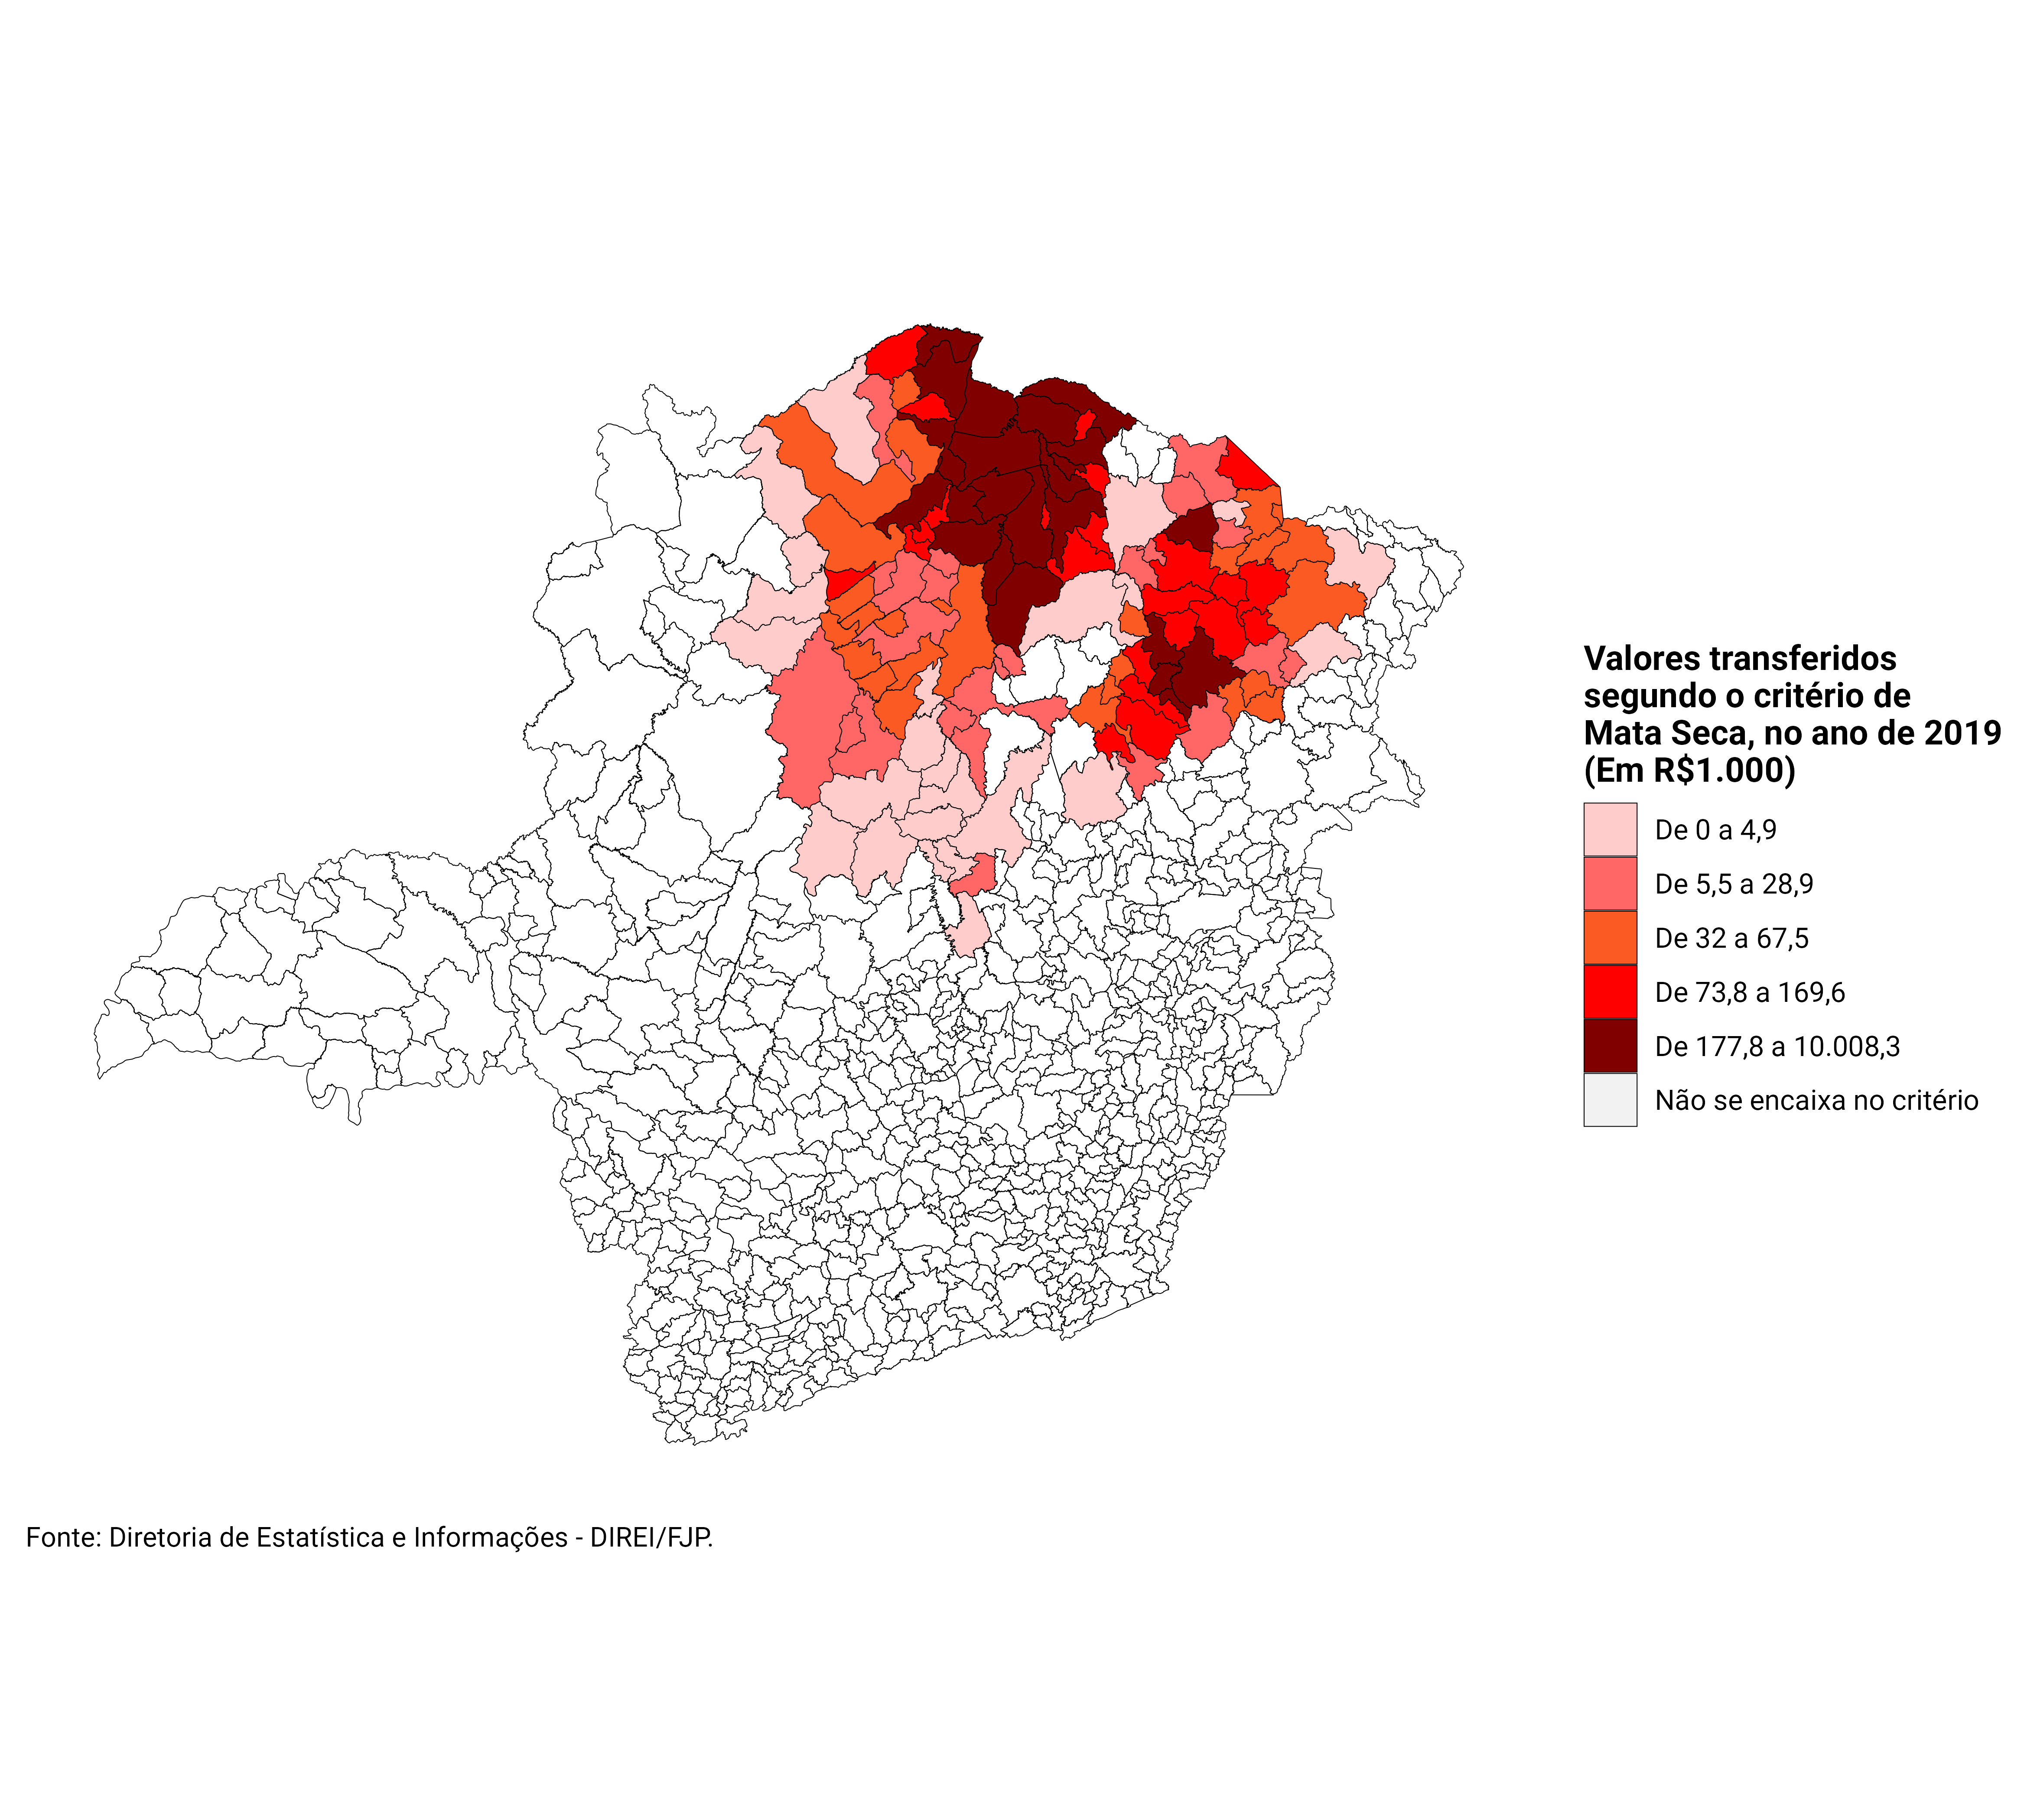 Valores transferidos
segundo o critério de
Mata Seca, no ano de 2019
(Em R$1.000)
De 0 a 4,9
De 5,5 a 28,9
De 32 a 67,5
De 73,8 a 169,6
De 177,8 a 10.008,3
Não se encaixa no critério
Fonte: Diretoria de Estatística e Informações - DIREI/FJP.